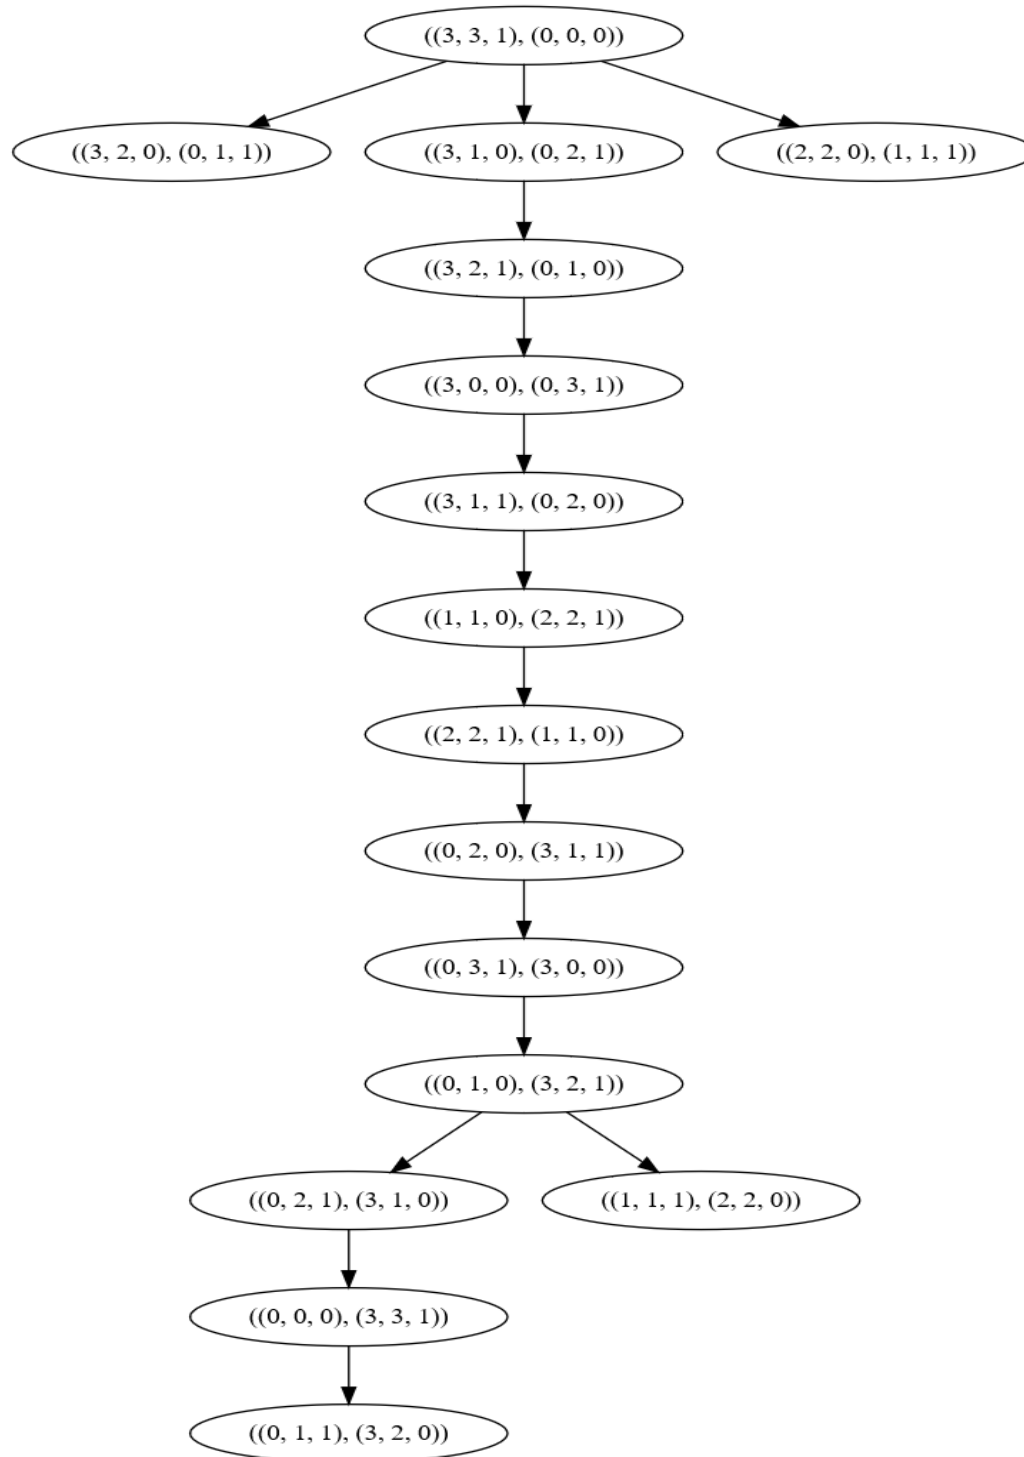 ((3, 3, 1), (0, 0, 0))
((3, 2, 0), (0, 1, 1))
((3, 1, 0), (0, 2, 1))
((2, 2, 0), (1, 1, 1))
((3, 2, 1), (0, 1, 0))
((3, 0, 0), (0, 3, 1))
((3, 1, 1), (0, 2, 0))
((1, 1, 0), (2, 2, 1))
((2, 2, 1), (1, 1, 0))
((0, 2, 0), (3, 1, 1))
((0, 3, 1), (3, 0, 0))
((0, 1, 0), (3, 2, 1))
((0, 2, 1), (3, 1, 0))
((1, 1, 1), (2, 2, 0))
((0, 0, 0), (3, 3, 1))
((0, 1, 1), (3, 2, 0))